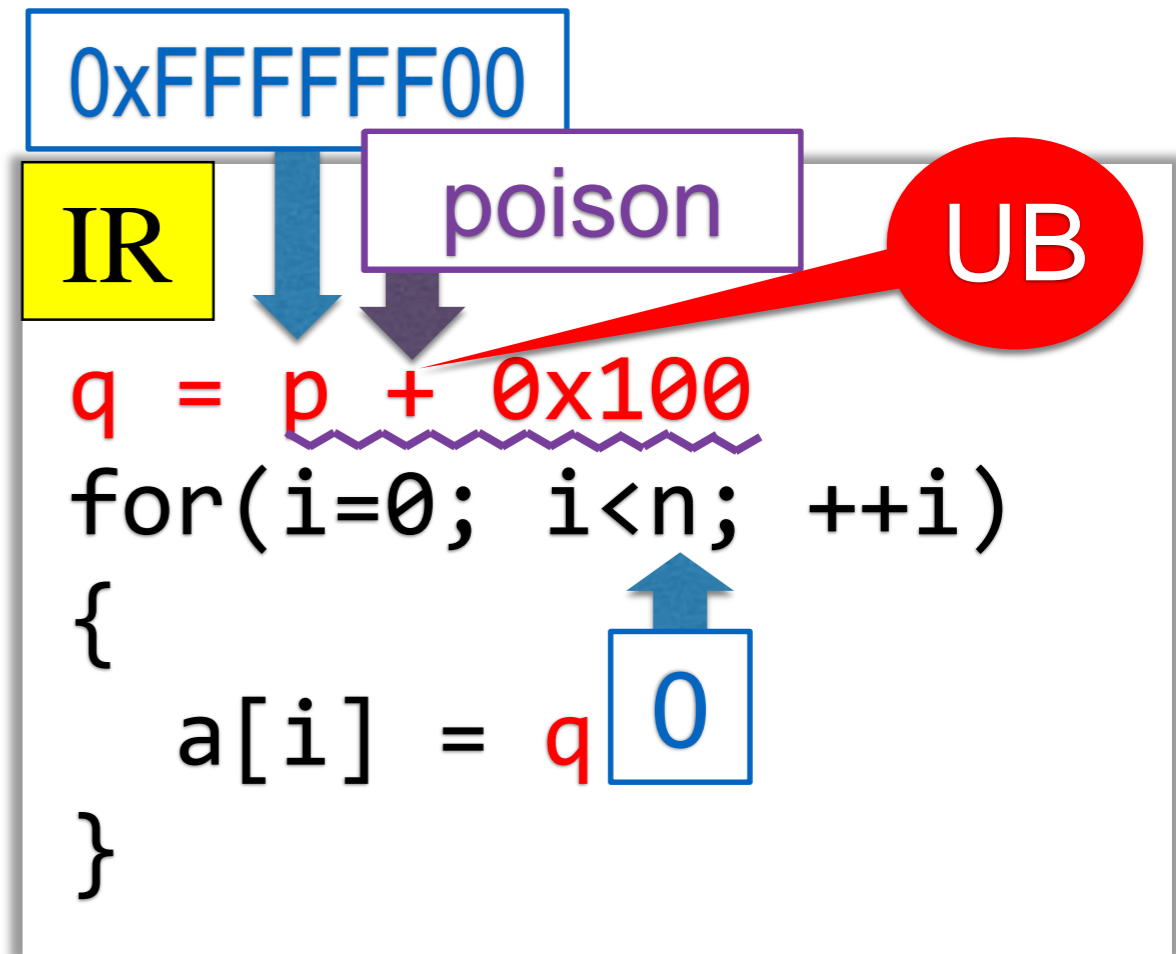 0xFFFFFF00
poison
IR
UB
q = p + 0x100
for(i=0; i<n; ++i)
{
a[i] = q
0
}